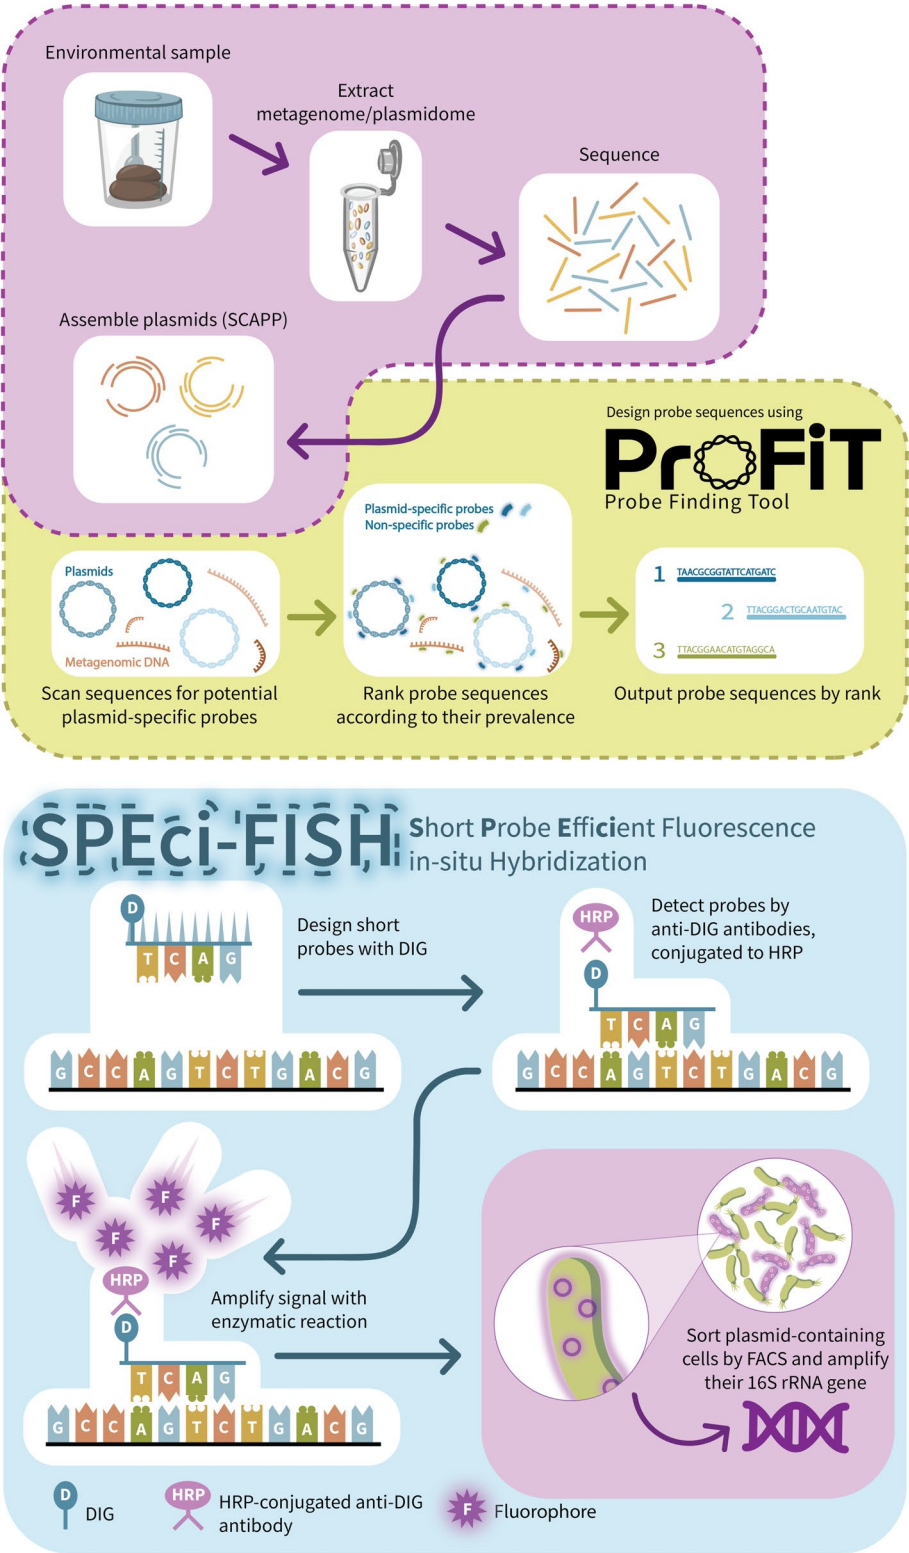 Environmental sample
Extract
metagenome/plasmidome
Sequence
Assemble plasmids (SCAPP)
Design probe sequences using
ProFiT
Probe Finding Tool
Plasmid-specific probes
Non-specific probes
Plasmids
Metagenomic DNA
1 TAACGCGGTATTCATGATC
2 TTACGGACTGCAATGTAC
3 TTACGGAACATGTAGGCA
Scan sequences for potential
plasmid-specific probes
Rank probe sequences
according to their prevalence
Output probe sequences by rank
SPEci-FISH
Short Probe Efficient Fluorescence
in-situ Hybridization
D
T C A G
Design short
probes with DIG
G C C A G T C T G A C G
HRP
D
Detect probes by
anti-DIG antibodies,
conjugated to HRP
T C A G
G C C A G T C T G A C G
F
F
F
F
F
HRP
D
Amplify signal with
enzymatic reaction
T C A G
G C C A G T C T G A C G
Sort plasmid-containing
cells by FACS and amplify
their 16S rRNA gene
D
DIG
HRP
HRP-conjugated anti-DIG
antibody
F
Fluorophore